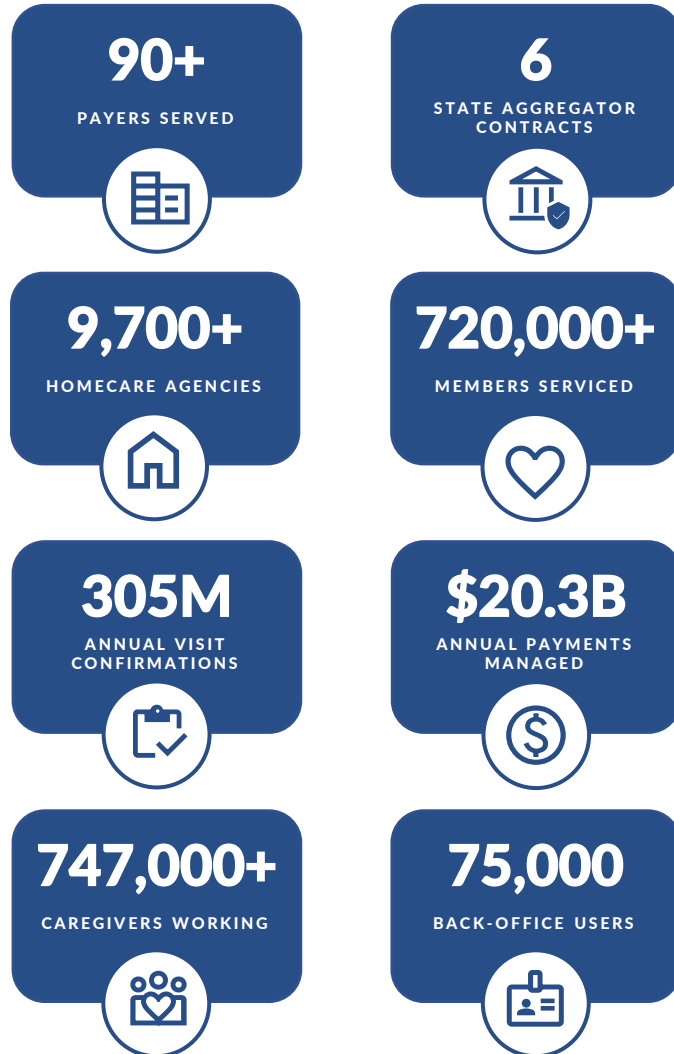 90+
PAYERS SERVED
6
STATE AGGREGATOR
CONTRACTS
9,700+
HOMECARE AGENCIES
720,000+
MEMBERS SERVICED
305M
ANNUAL VISIT
CONFIRMATIONS
$20.3B
ANNUAL PAYMENTS
MANAGED
747,000+
CAREGIVERS WORKING
75,000
BACK-OFFICE USERS